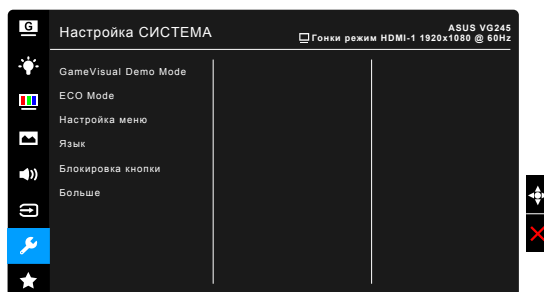 G
Настройка СИСТЕМА
ASUS VG245
Гонки режим HDMI-1 1920x1080 @ 60Hz
GameVisual Demo Mode
ECO Mode
Настройка меню
Язык
Блокировка кнопки
Больше